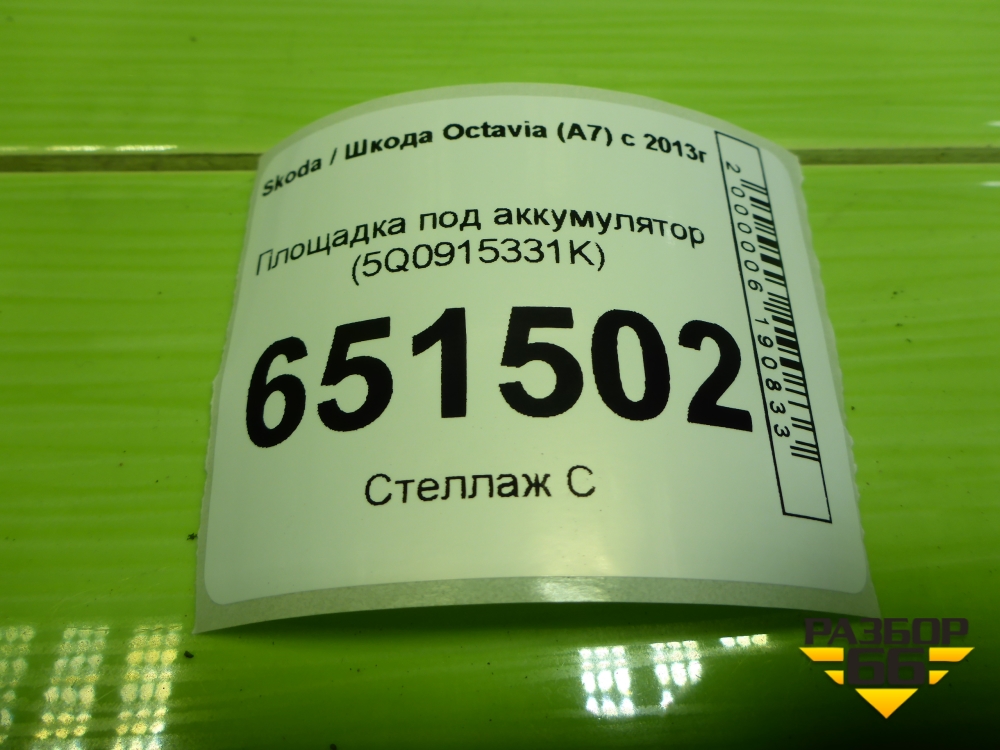 Skoda / Шкода Octavia (A7) с 2013г
Площадка под аккумулятор
(5Q0915331K)
651502
Стеллаж С
2000006190833
РАЗБОР
66